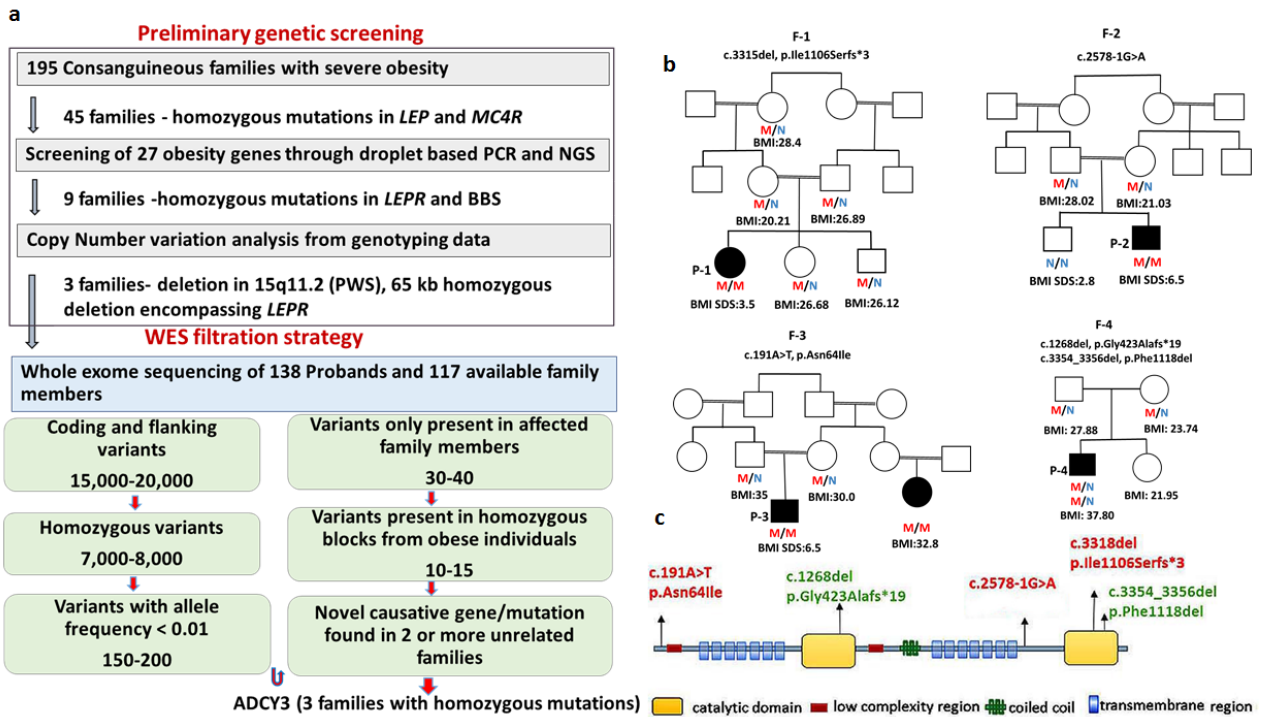 a
Preliminary genetic screening
195 Consanguineous families with severe obesity
45 families - homozygous mutations in LEP and MC4R
Screening of 27 obesity genes through droplet based PCR and NGS
9 families -homozygous mutations in LEPR and BBS
Copy Number variation analysis from genotyping data
3 families- deletion in 15q11.2 (PWS), 65 kb homozygous
deletion encompassing LEPR
WES filtration strategy
Whole exome sequencing of 138 Probands and 117 available family
members
Coding and flanking
variants
15,000-20,000
Homozygous variants
7,000-8,000
Variants with allele
frequency < 0.01
150-200
Variants only present in affected
family members
30-40
Variants present in homozygous
blocks from obese individuals
10-15
Novel causative gene/mutation
found in 2 or more unrelated
families
ADCY3 (3 families with homozygous mutations)
b
F-1
c.3315del, p.Ile1106Serfs*3
M/N
BMI:28.4
M/N
BMI:20.21
M/N
BMI:26.89
P-1
M/M
BMI SDS:3.5
M/N
BMI:26.68
M/N
BMI:26.12
F-2
c.2578-1G>A
M/N
BMI:28.02
M/N
BMI:21.03
N/N
BMI SDS:2.8
P-2
M/M
BMI SDS:6.5
F-3
c.191A>T, p.Asn64Ile
M/N
BMI:35
M/N
BMI:30.0
P-3
M/M
BMI SDS:6.5
M/M
BMI:32.8
F-4
c.1268del, p.Gly423Alafs*19
c.3354_3356del, p.Phe1118del
M/N
BMI: 27.88
M/N
BMI: 23.74
P-4
M/N
M/N
BMI: 37.80
BMI: 21.95
c
c.191A>T
p.Asn64Ile
c.1268del
p.Gly423Alafs*19
c.2578-1G>A
c.3318del
p.Ile1106Serfs*3
c.3354_3356del
p.Phe1118del
catalytic domain
low complexity region
coiled coil
transmembrane region